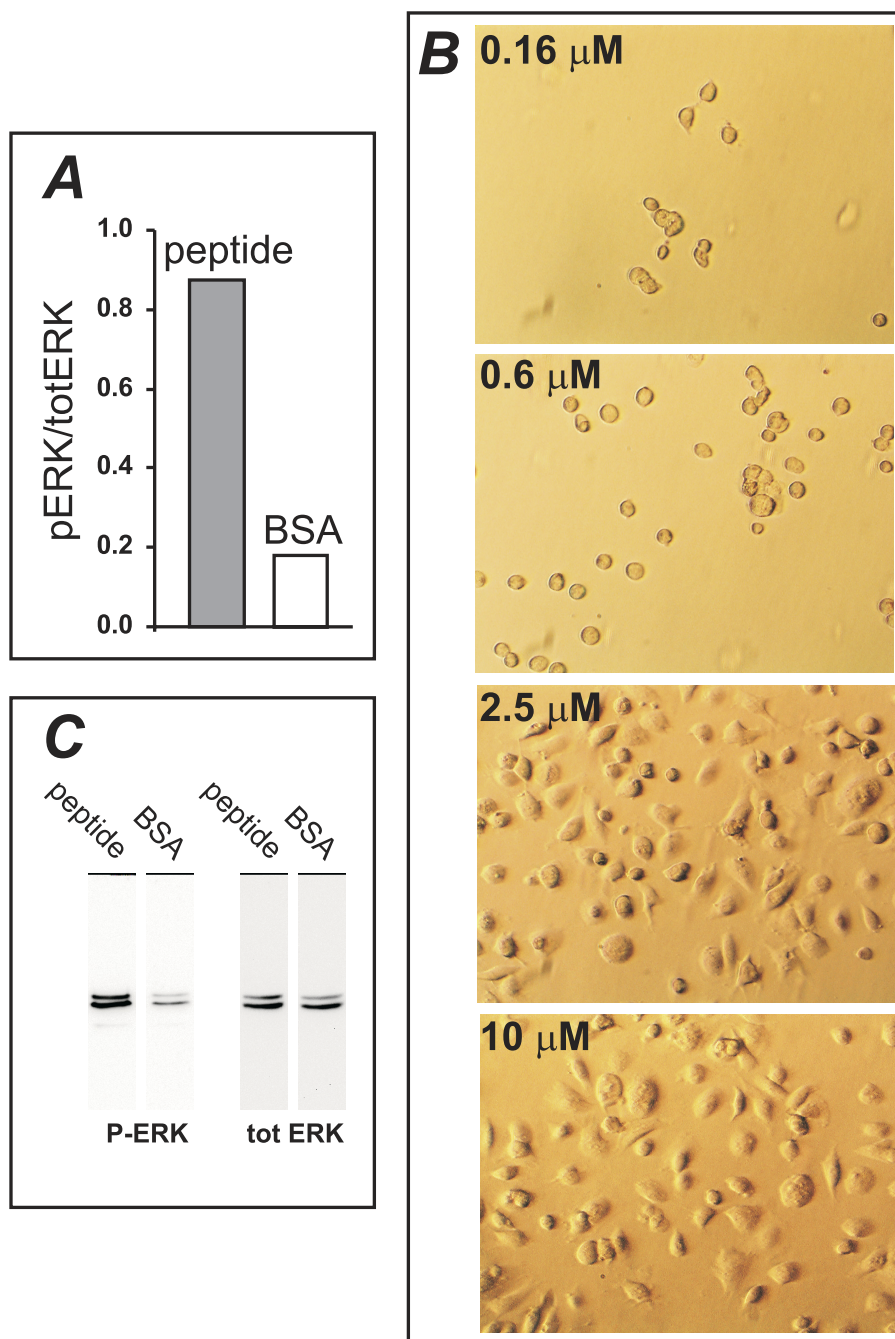 A
1.0
0.8
0.6
0.4
0.2
0.0
pERK/totERK
peptide
BSA
B
0.16 μM
0.6 μM
2.5 μM
10 μM
C
peptide
BSA
peptide
BSA
P-ERK
tot ERK